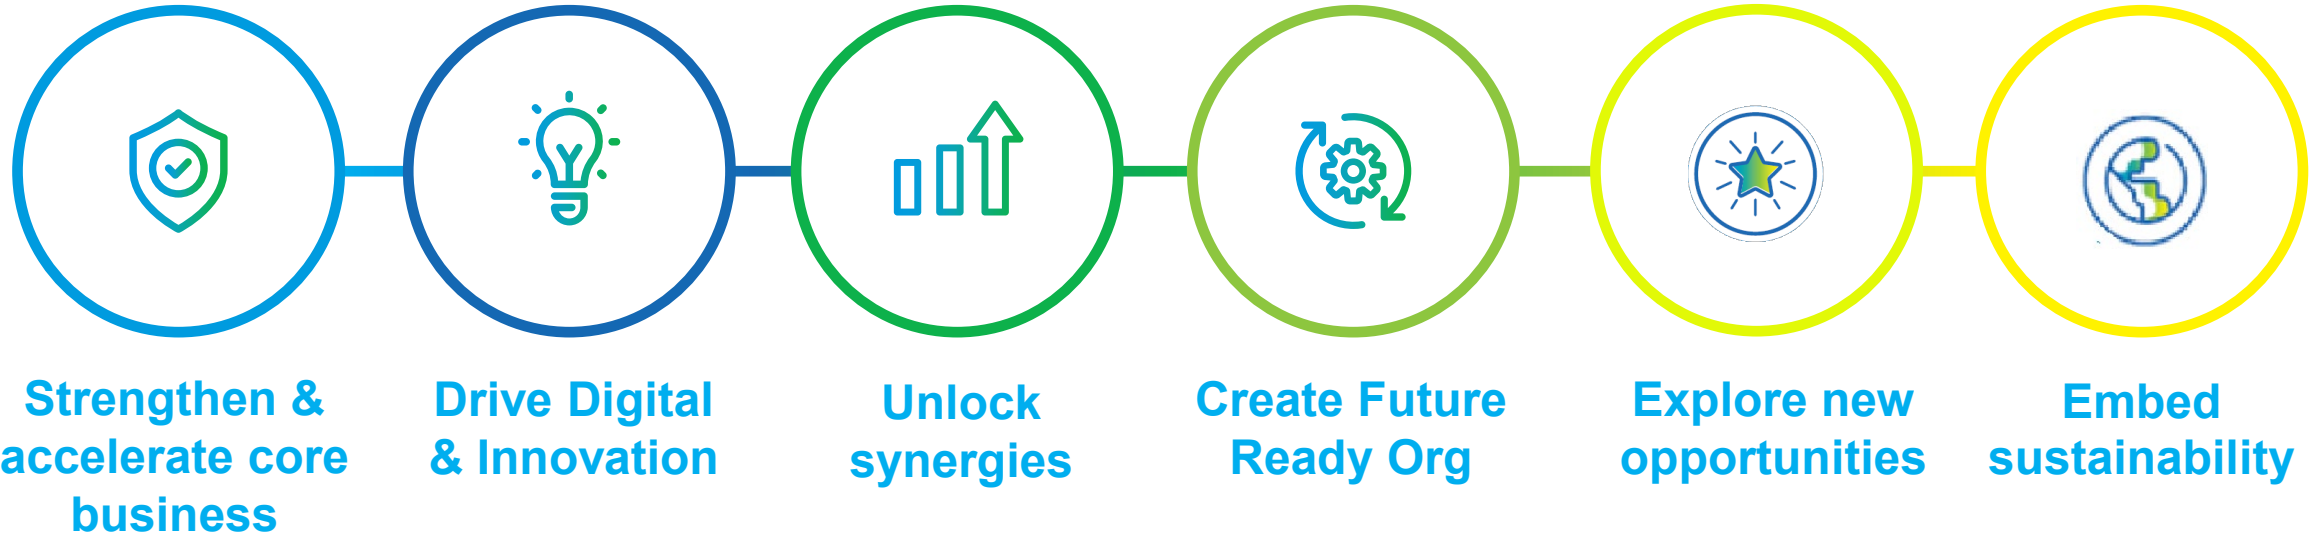 Strengthen &
accelerate core
business
Drive Digital
& Innovation
Unlock
synergies
Create Future
Ready Org
Explore new
opportunities
Embed
sustainability